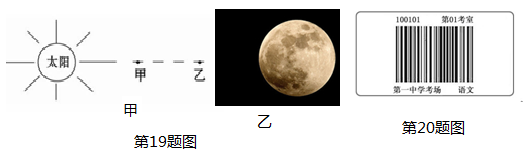 太阳
甲 乙
甲
第19题图
乙
100101 第01考室
第一中学考场 语文
第20题图